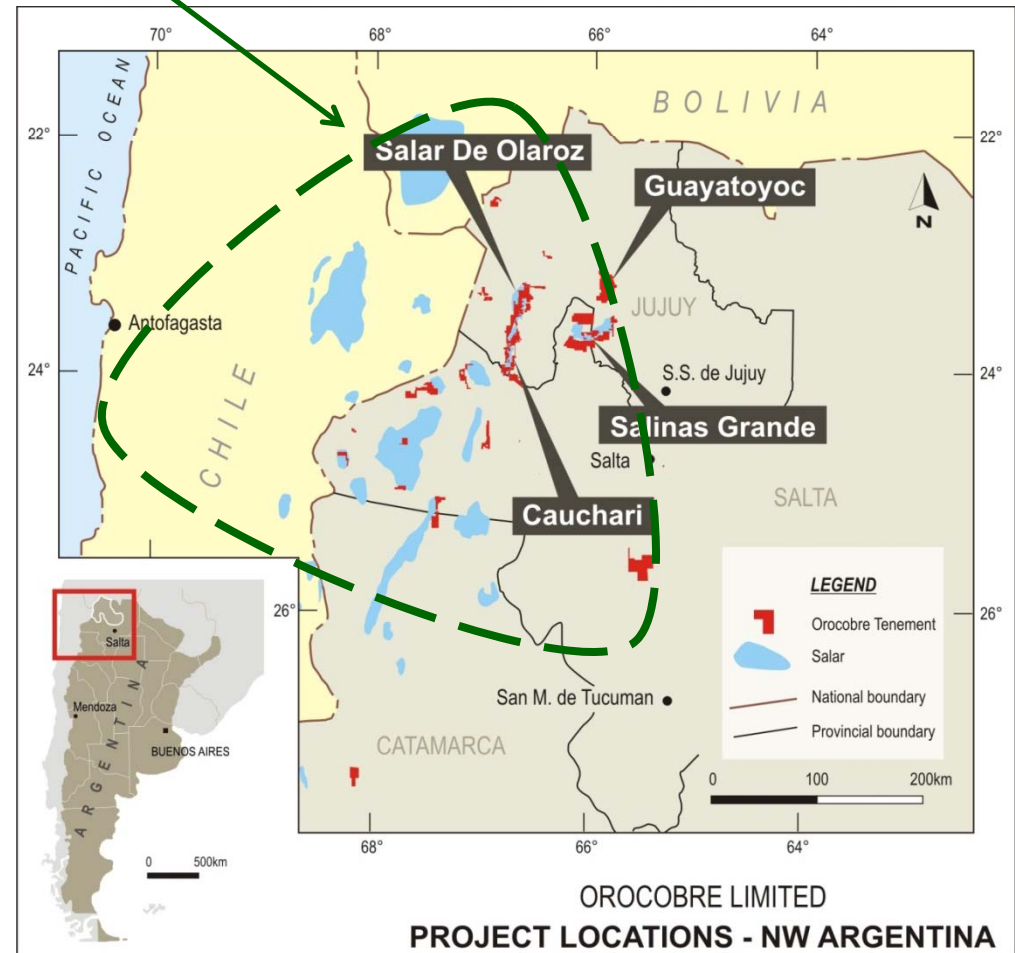 70°
68°
66°
64°
BOLIVIA
PACIFIC OCEAN
22°
22°
Salar De Olaroz
Guayatoyoc
N
JUJUY
Antofagasta
24°
24°
S.S. de Jujuy
CHILE
Salinas Grande
Salta
SALTA
Cauchari
LEGEND
Orocobre Tenement
Salar
National boundary
Provincial boundary
26°
26°
San M. de Tucuman
CATAMARCA
0 100 200km
68°
66°
64°
Salta
Mendoza
BUENOS AIRES
ARGENTINA
0 500km
OROCOBRE LIMITED
PROJECT LOCATIONS - NW ARGENTINA